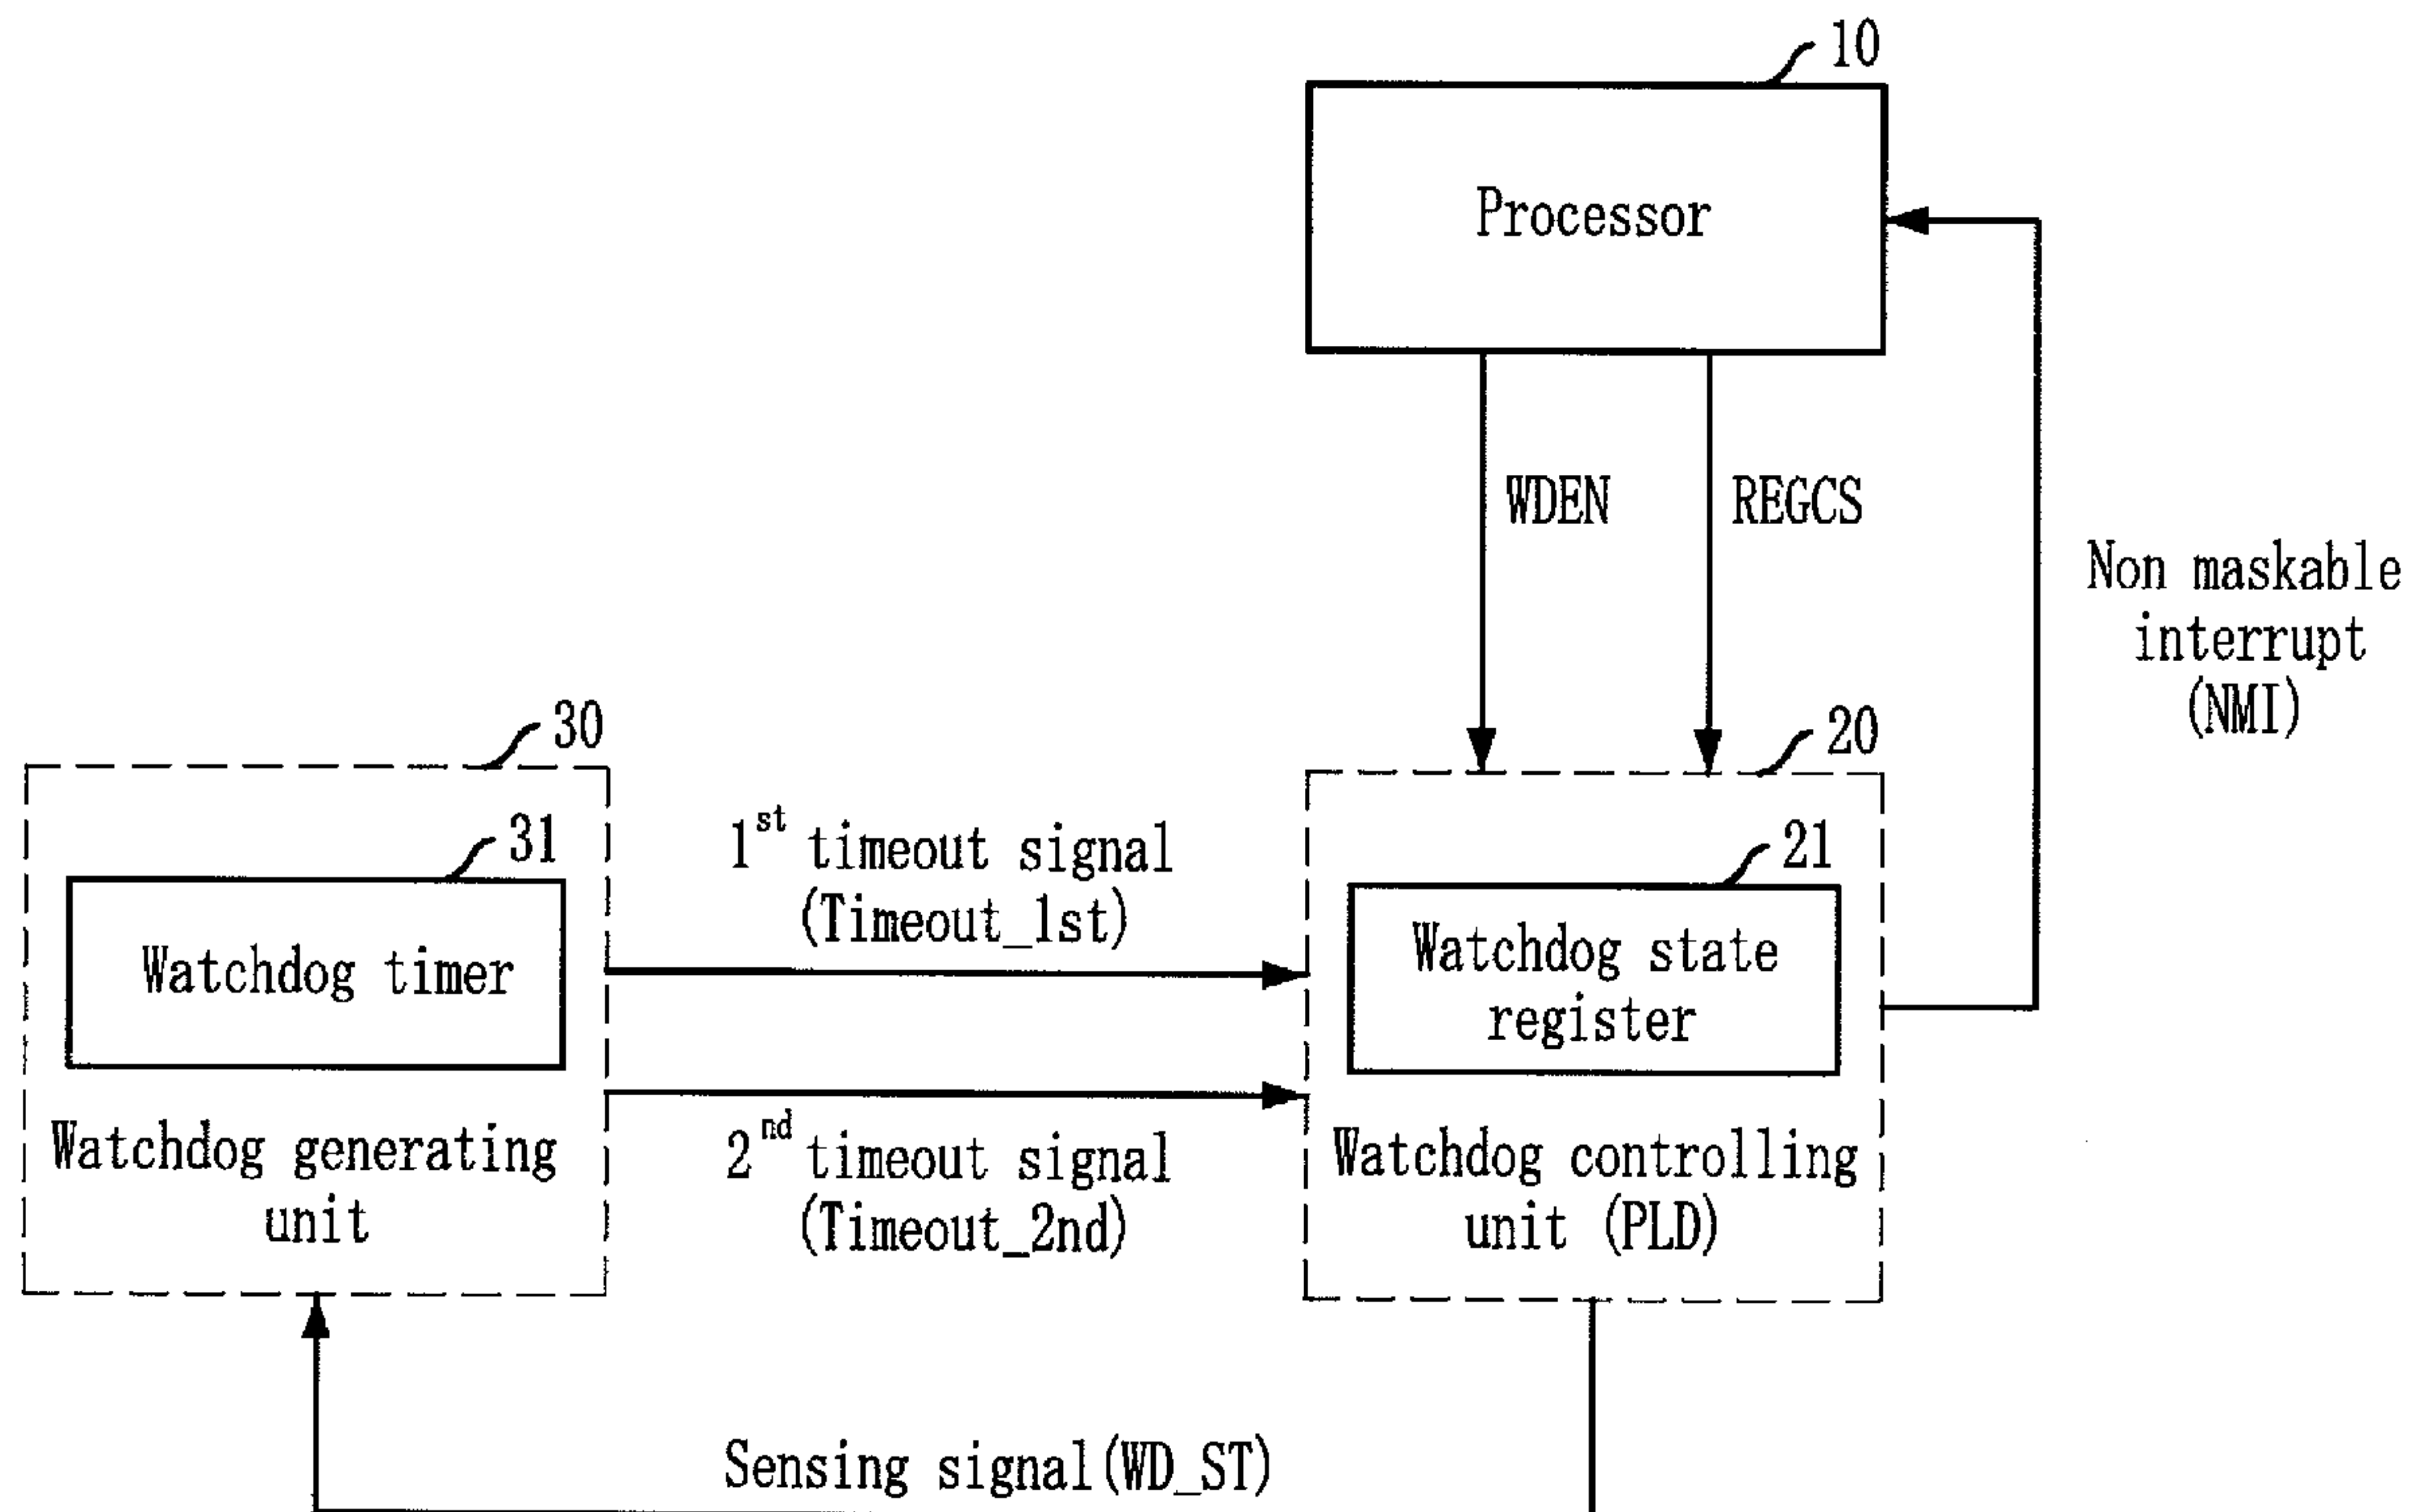 10
Processor
WDEN
REGCS
Non maskable
interrupt
(NMI)
30
20
31
21
1st timeout signal
(Timeout_1st)
Watchdog timer
Watchdog state
register
2nd timeout signal
(Timeout_2nd)
Watchdog generating
unit
Watchdog controlling
unit (PLD)
Sensing signal(WD_ST)